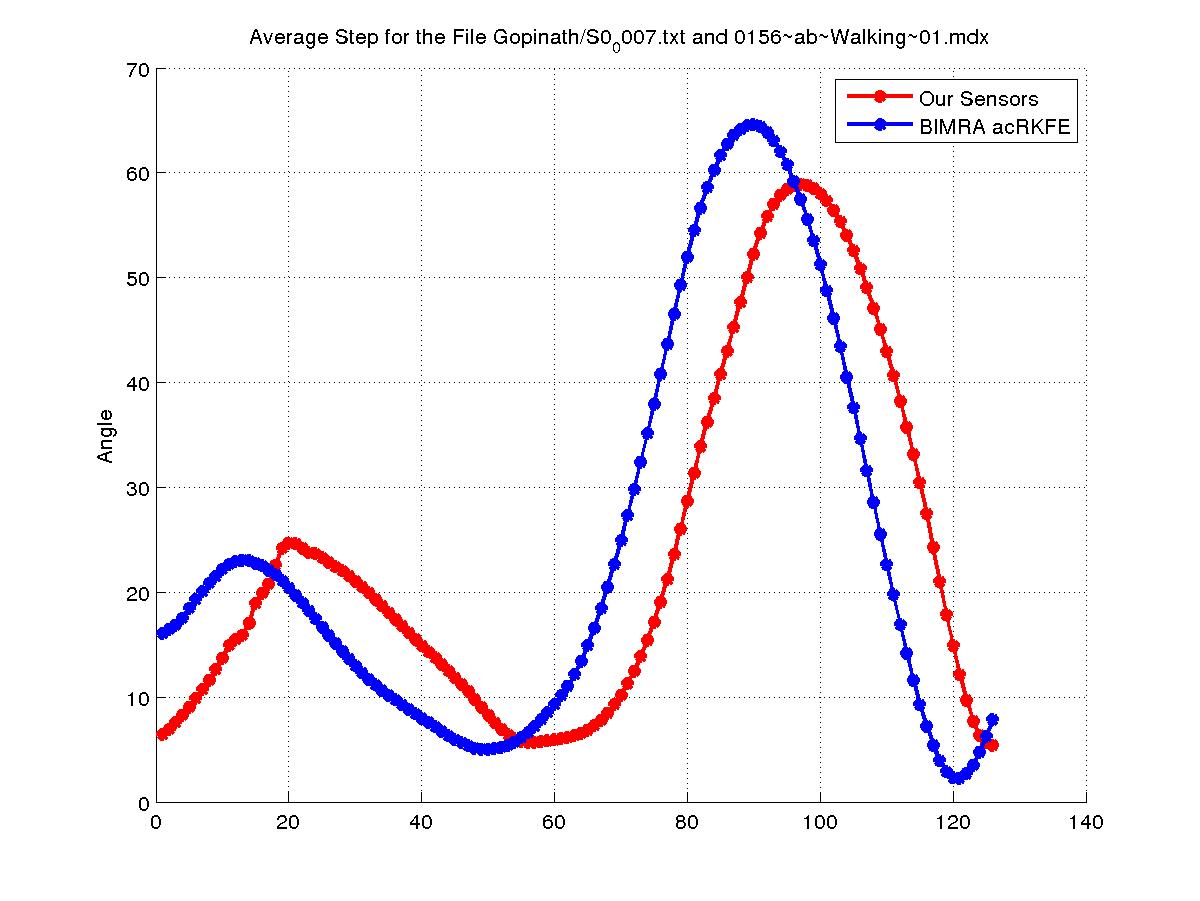 Average Step for the File Gopinath/S0₀007.txt and 0156~ab~Walking~01.mdx
70
Our Sensors
BIMRA acRKFE
60
50
40
Angle
30
20
10
0
0 20 40 60 80 100 120 140